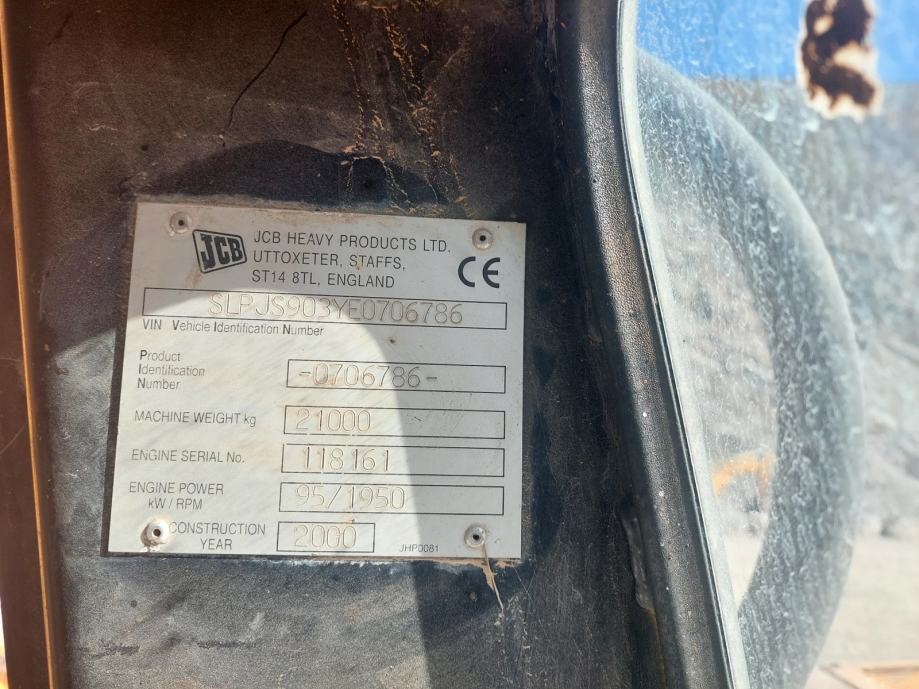 JCB JCB HEAVY PRODUCTS LTD.
UTTOXETER, STAFFS,
ST14 8TL, ENGLAND
CE
SLPJS903YE0706786
VIN Vehicle Identification Number
Product
Identification
Number
-0706786-
MACHINE WEIGHT kg 21000
ENGINE SERIAL No. 118161
ENGINE POWER
kW / RPM
95/1950
CONSTRUCTION
YEAR
2000
JHP0081